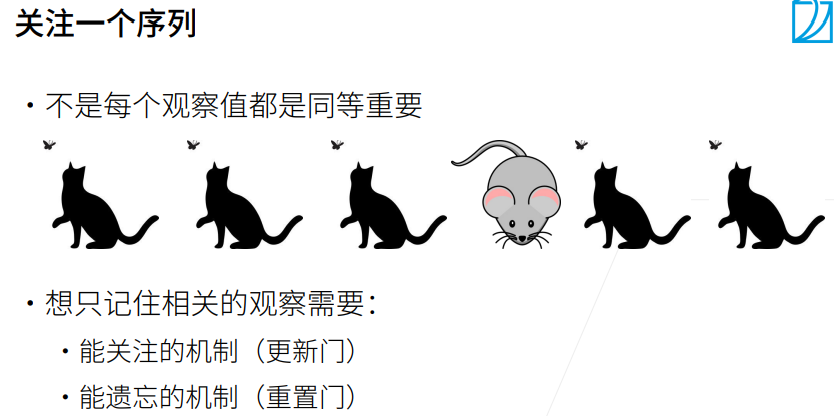 关注一个序列
• 不是每个观察值都是同等重要
• 想只记住相关的观察需要：
• 能关注的机制（更新门）
• 能遗忘的机制（重置门）